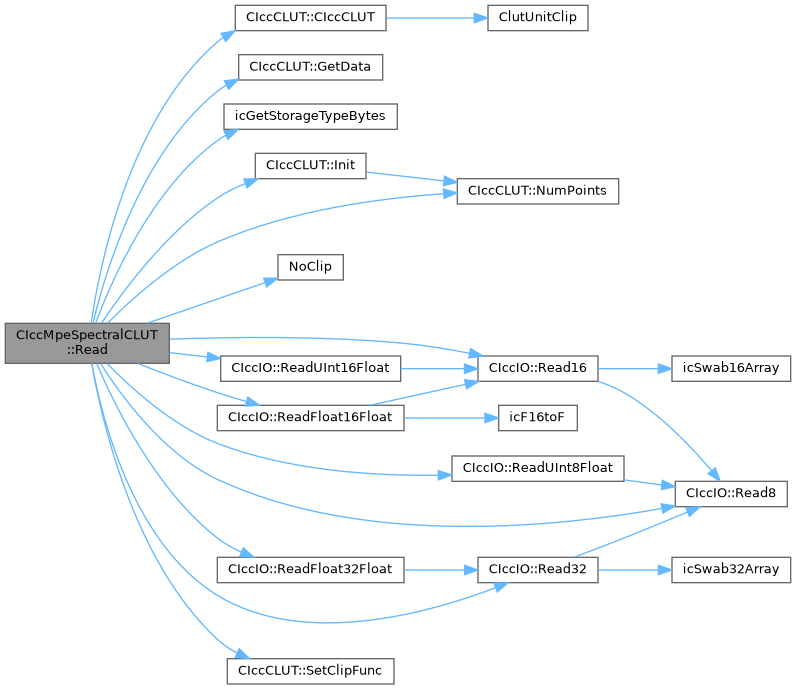 CIccCLUT::CIccCLUT
ClutUnitClip
CIccCLUT::GetData
icGetStorageTypeBytes
CIccCLUT::Init
CIccCLUT::NumPoints
NoClip
CIccMpeSpectralCLUT
::Read
CIccIO::ReadUInt16Float
CIccIO::Read16
icSwab16Array
CIccIO::ReadFloat16Float
icF16toF
CIccIO::ReadUInt8Float
CIccIO::Read8
CIccIO::ReadFloat32Float
CIccIO::Read32
icSwab32Array
CIccCLUT::SetClipFunc